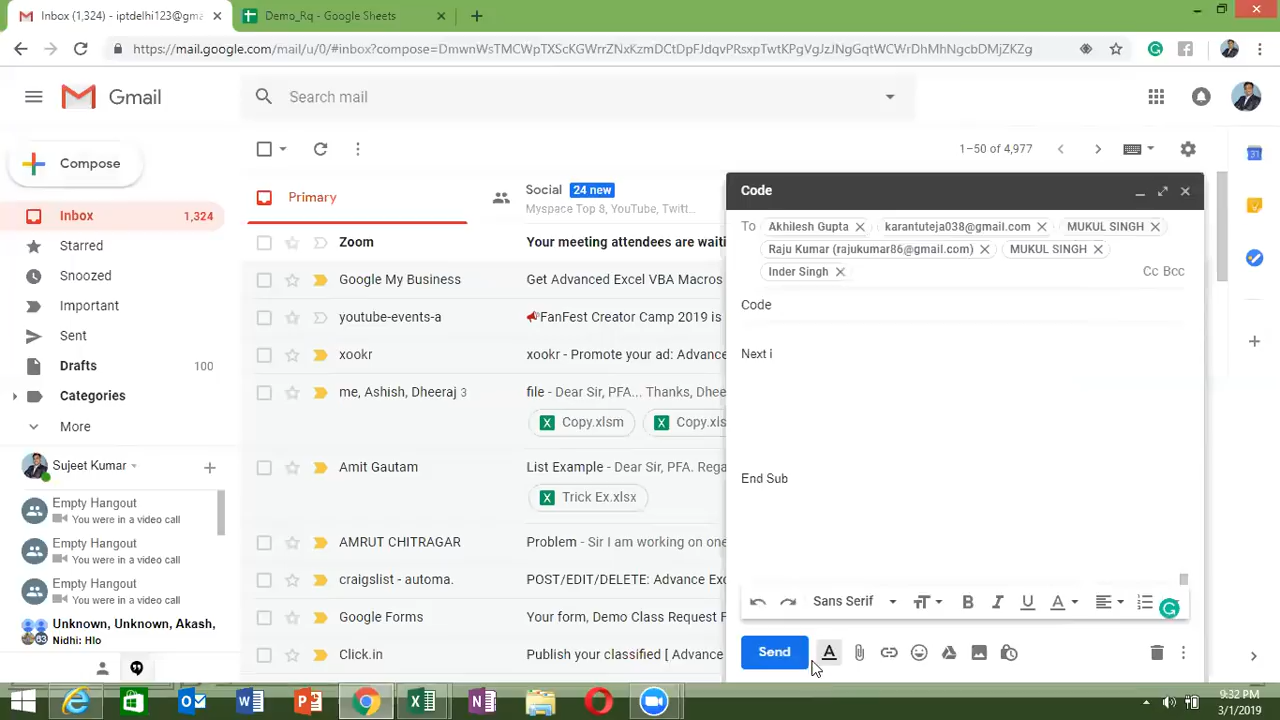 Inbox (1,324) - iptdelhi123@gm
Demo_Rq - Google Sheets
https://mail.google.com/mail/u/0/#inbox?compose=DmwnWsTMCWpTXScKGWrrZNxKzmDCtDpFJdqvPRsxpTwtKPgVgJzJNgGqtWCWrDhMhNgcbDMjZKZg
Gmail
Search mail
Compose
1–50 of 4,977
Inbox 1,324
Starred
Snoozed
Important
Sent
Drafts 100
Categories
More
Sujeet Kumar
Empty Hangout
You were in a video call
Empty Hangout
You were in a video call
Empty Hangout
You were in a video call
Unknown, Unknown, Akash,
63
Nidhi: Hlo
Primary
Social 24 new
Myspace Top 8, YouTube, Twitt...
Zoom Your meeting attendees are waiti
Google My Business Get Advanced Excel VBA Macros
youtube-events-a 📣FanFest Creator Camp 2019 is
xookr xookr - Promote your ad: Advance
me, Ashish, Dheeraj 3 file - Dear Sir, PFA... Thanks, Dhee
Copy.xlsm Copy.xls
Amit Gautam List Example - Dear Sir, PFA. Rega
Trick Ex.xlsx
AMRUT CHITRAGAR Problem - Sir I am working on one
craigslist - automa. POST/EDIT/DELETE: Advance Exc
Google Forms Your form, Demo Class Request F
Click.in Publish your classified [ Advance
Code
To Akhilesh Gupta karantuteja038@gmail.com MUKUL SINGH
Raju Kumar (rajukumar86@gmail.com) MUKUL SINGH
Inder Singh Cc Bcc
Code
Next i
End Sub
Sans Serif
Send
9:32 PM
3/1/2019